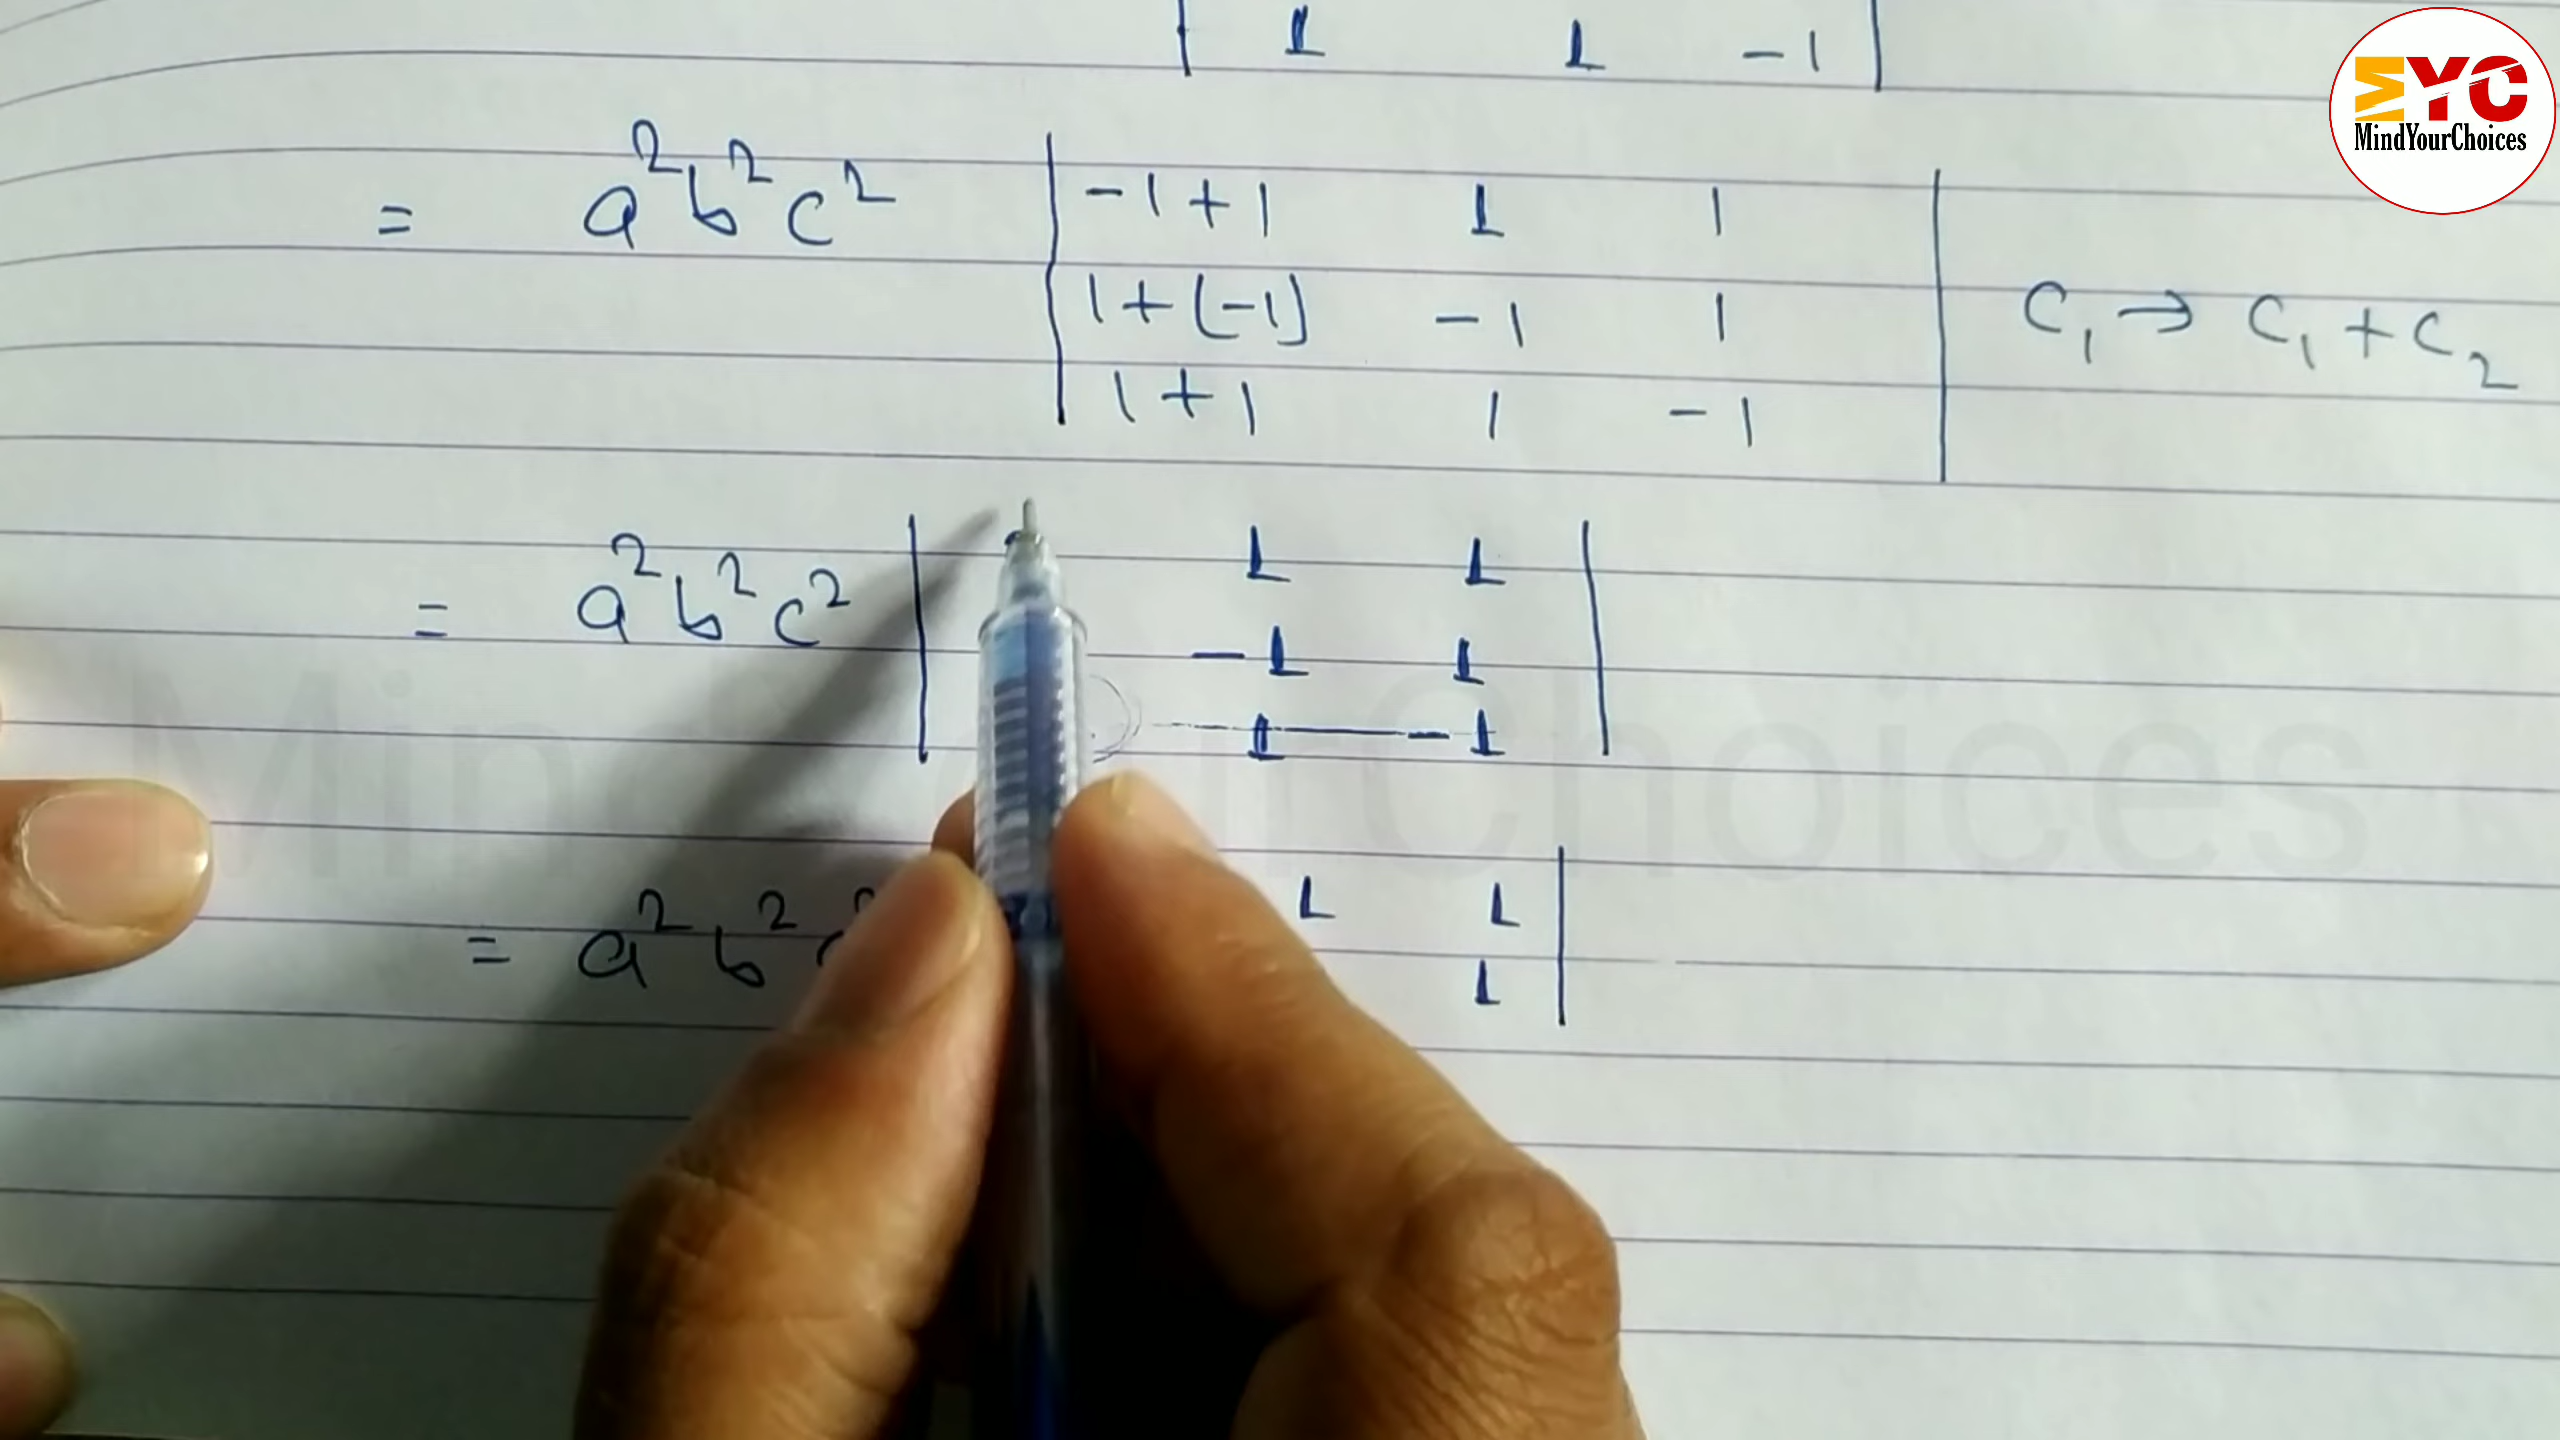 1 1 -1
MYC
MindYourChoices
= a²b²c² | -1+1 1 1 |
| 1+(-1) -1 1 | C₁ → C₁+C₂
| 1+1 1 -1 |
= a²b²c² | 1 1 |
| -1 1 |
| 1 -1 |
MindYourChoices
= a²b² 1 1 |
1 |